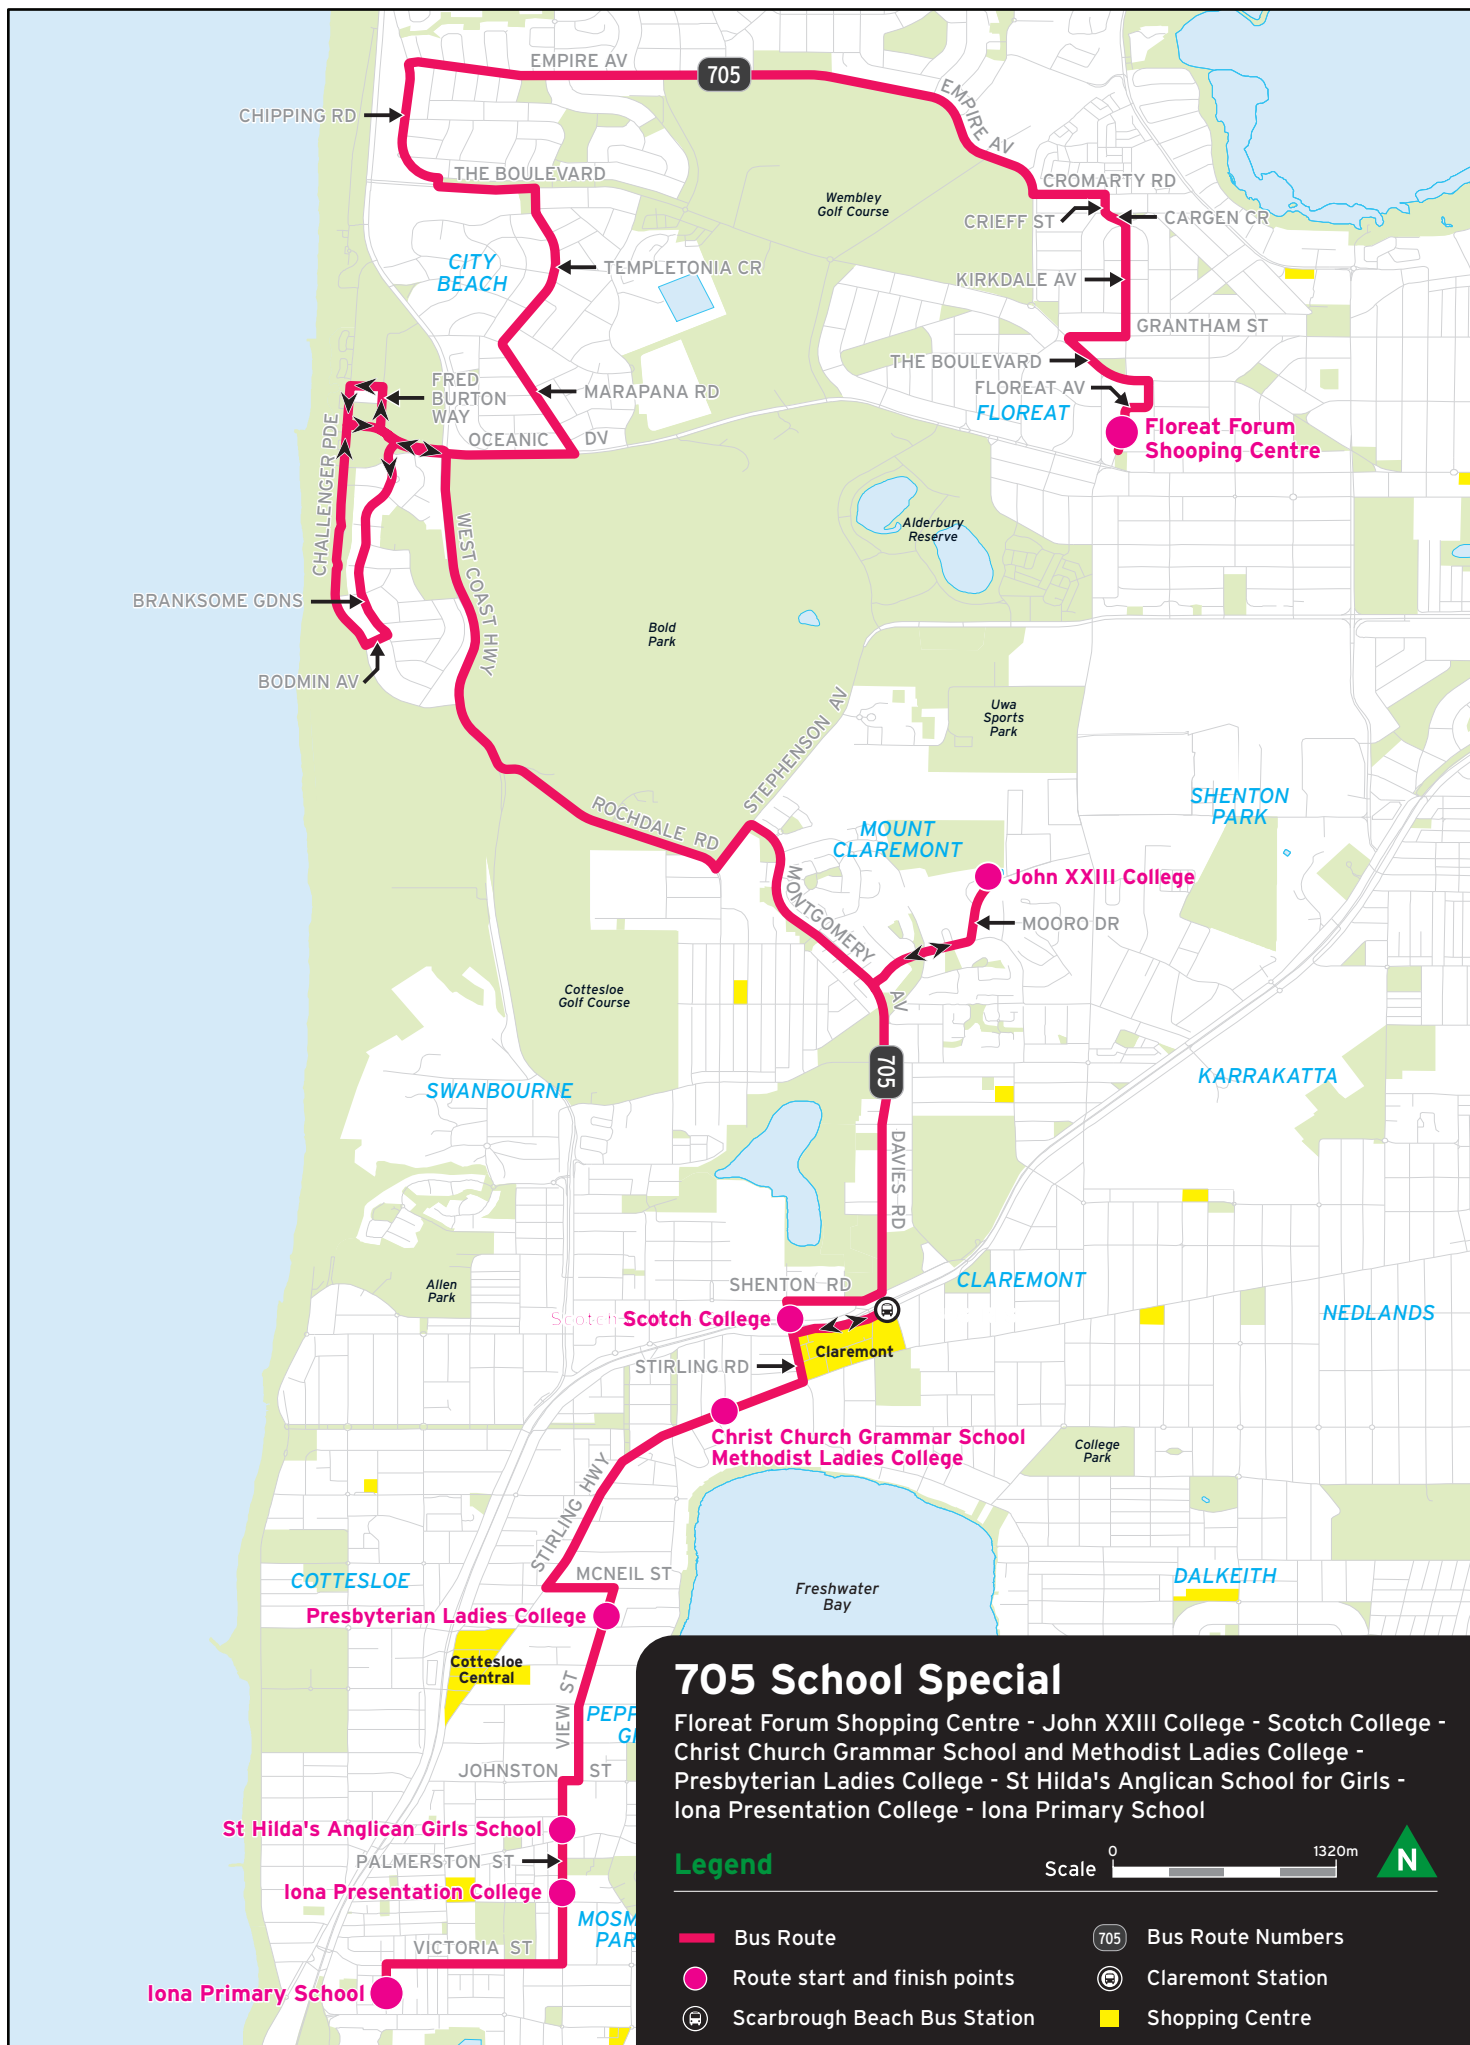 EMPIRE AV
705
CHIPPING RD
EMPIRE AV
THE BOULEVARD
Wembley
Golf Course
CROMARTY RD
CRIEFF ST
CARGEN CR
CITY
BEACH
TEMPLETONIA CR
KIRKDALE AV
GRANTHAM ST
THE BOULEVARD
FRED
BURTON
WAY
MARAPANA RD
FLOREAT AV
FLOREAT
Floreat Forum
Shooping Centre
CHALLENGER PDE
OCEANIC DV
WEST COAST HWY
Alderbury
Reserve
BRANKSOME GDNS
Bold
Park
BODMIN AV
STEPHENSON AV
Uwa
Sports
Park
ROCHDALE RD
SHENTON
PARK
MOUNT
CLAREMONT
John XXIII College
MONTGOMERY AV
MOORO DR
Cottesloe
Golf Course
705
SWANBOURNE
KARRAKATTA
DAVIES RD
Allen
Park
SHENTON RD
CLAREMONT
NEDLANDS
Scotch Scotch College
Claremont
STIRLING RD
Christ Church Grammar School
Methodist Ladies College
College
Park
STIRLING HWY
MCNEIL ST
COTTESLOE
Freshwater
Bay
DALKEITH
Presbyterian Ladies College
Cottesloe
Central
VIEW ST
PEPP
G
JOHNSTON ST
St Hilda's Anglican Girls School
PALMERSTON ST
Iona Presentation College
MOSM
PAR
VICTORIA ST
Iona Primary School
705 School Special
Floreat Forum Shopping Centre - John XXIII College - Scotch College -
Christ Church Grammar School and Methodist Ladies College -
Presbyterian Ladies College - St Hilda's Anglican School for Girls -
Iona Presentation College - Iona Primary School
Legend
Scale
0 1320m
N
Bus Route
705 Bus Route Numbers
Route start and finish points
Claremont Station
Scarbrough Beach Bus Station
Shopping Centre